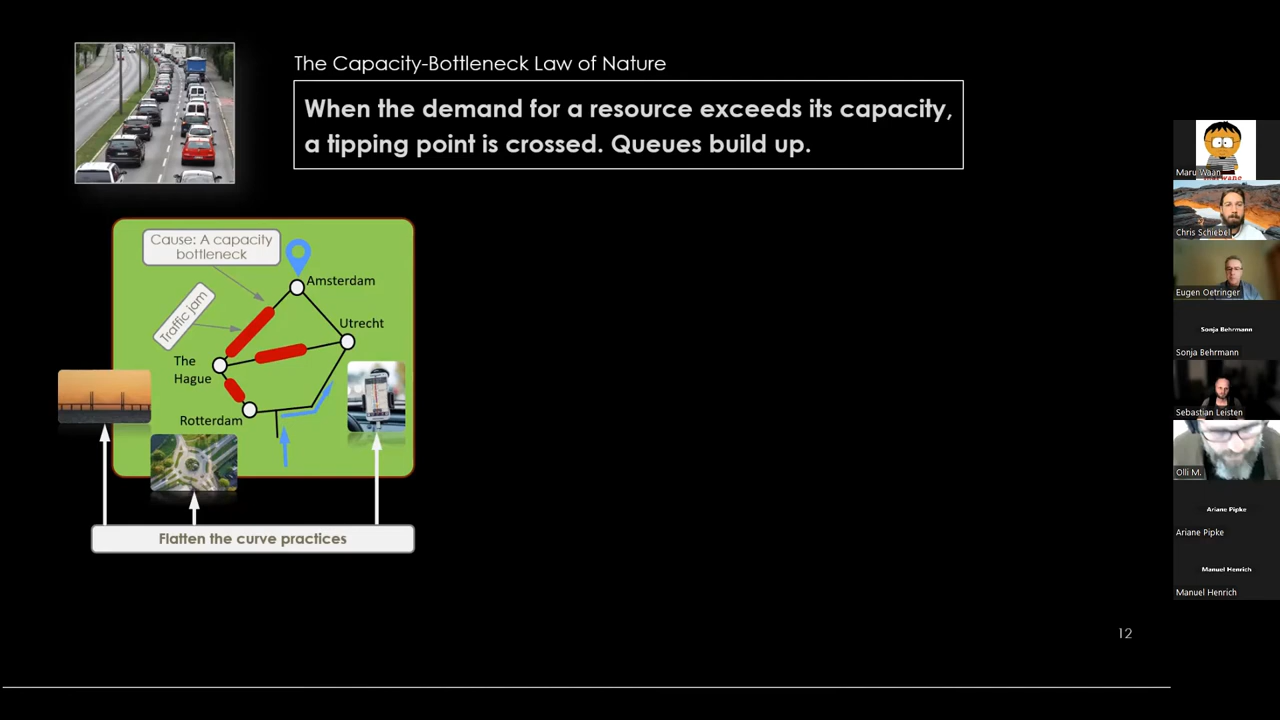 The Capacity-Bottleneck Law of Nature
When the demand for a resource exceeds its capacity,
a tipping point is crossed. Queues build up.
Cause: A capacity
bottleneck
Amsterdam
Traffic jam
Utrecht
The
Hague
Rotterdam
Flatten the curve practices
12
Maru Waan
Chris Schiebel
Eugen Oetringer
Sonja Behrmann
Sonja Behrmann
Sebastian Leisten
Olli M.
Ariane Pipke
Ariane Pipke
Manuel Henrich
Manuel Henrich